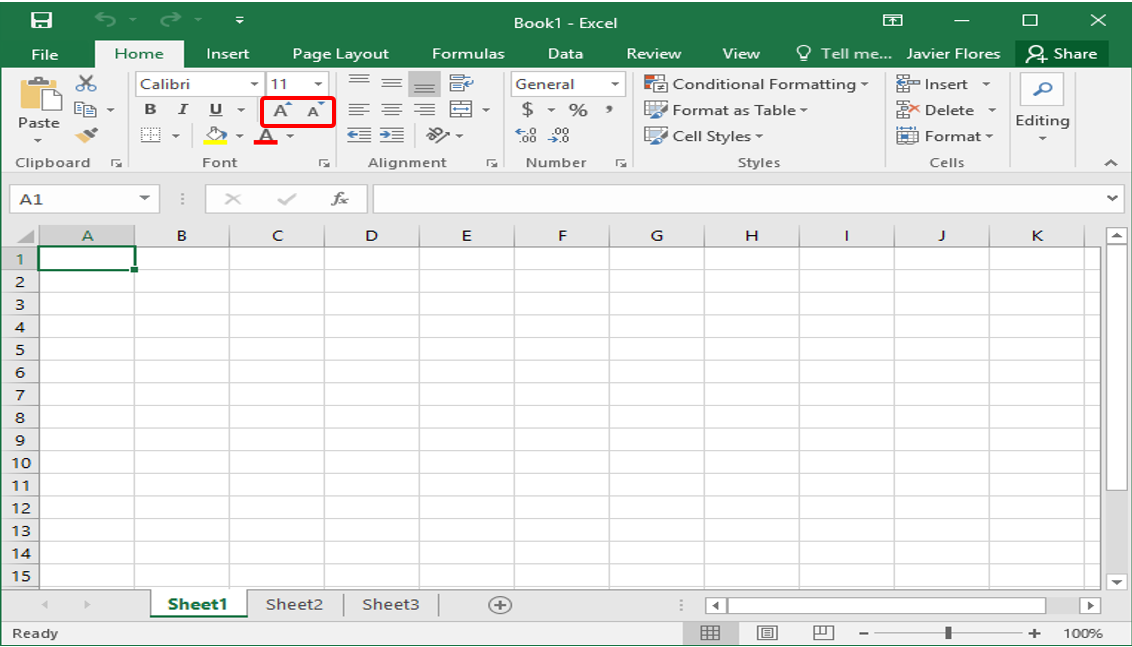 Book1 - Excel
File Home Insert Page Layout Formulas Data Review View Tell me... Javier Flores Share
Calibri 11 General Conditional Formatting Insert
Paste B I U A A $ % , Format as Table Delete Editing
A .00 .00 Cell Styles Format
Clipboard Font Alignment Number Styles Cells
A1 fx
A B C D E F G H I J K
1
2
3
4
5
6
7
8
9
10
11
12
13
14
15
Sheet1 Sheet2 Sheet3
Ready 100%